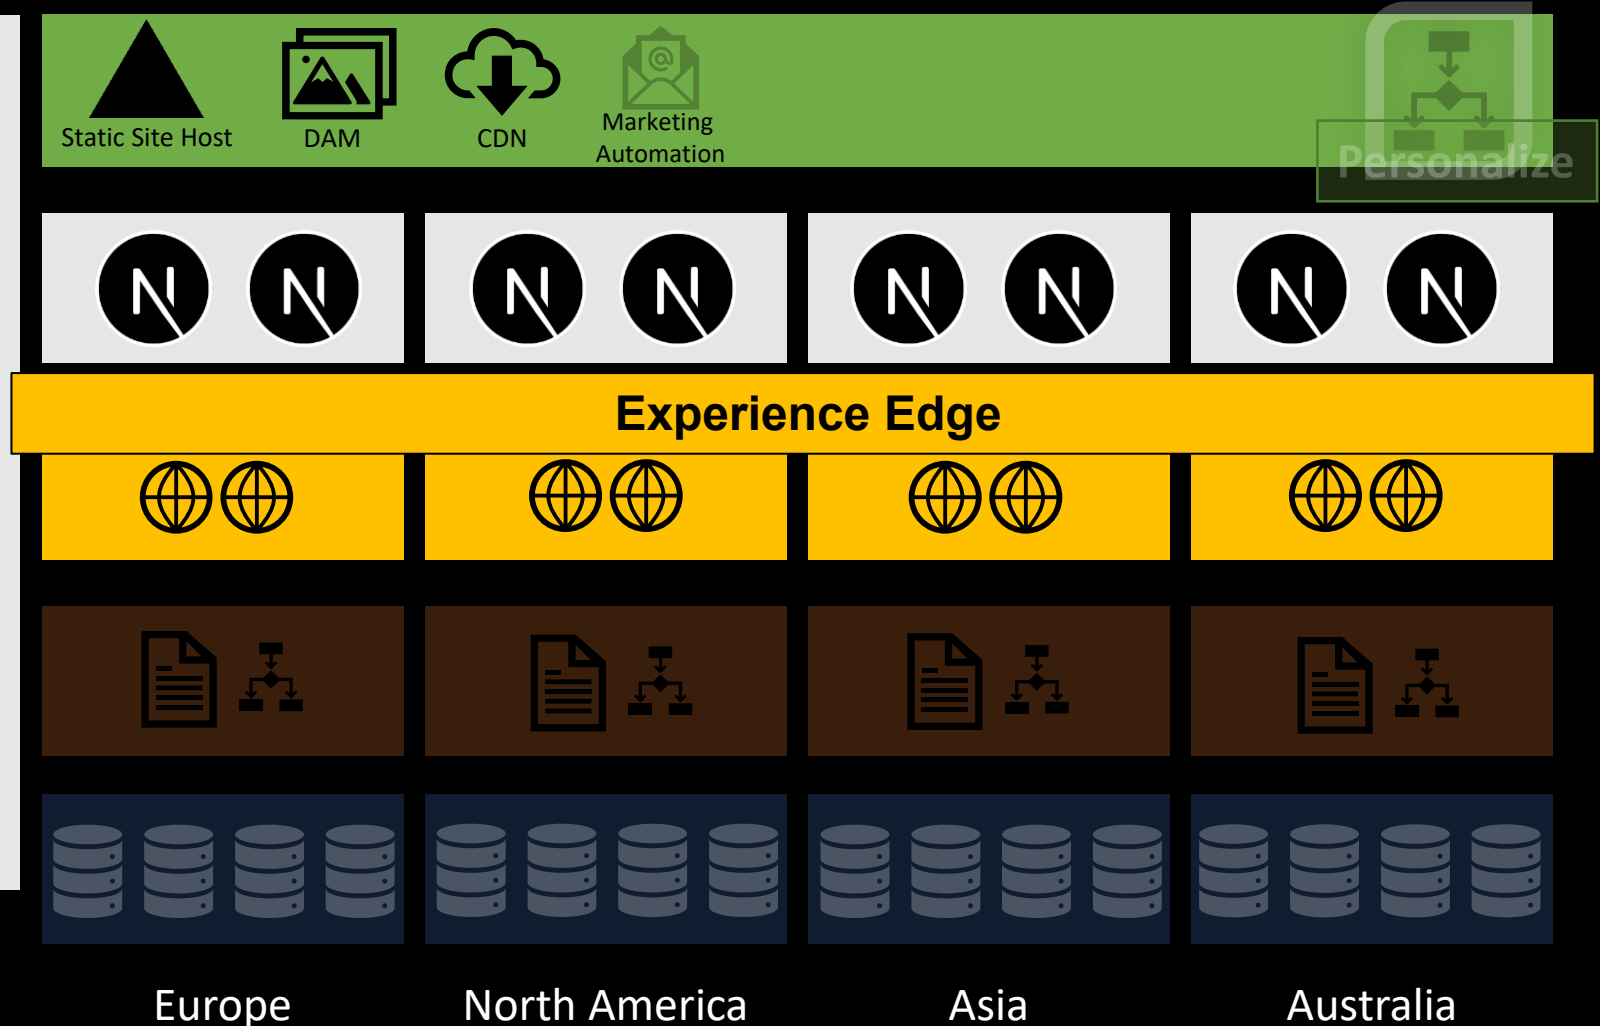 Static Site Host
DAM
CDN
Marketing
Automation
Personalize
Experience Edge
Europe
North America
Asia
Australia